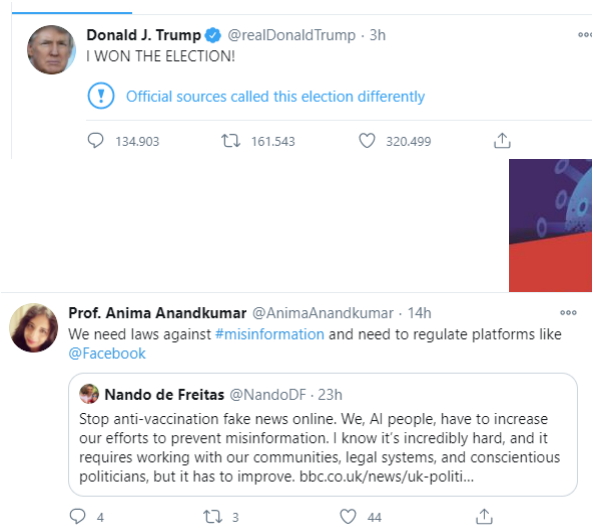 Donald J. Trump @realDonaldTrump · 3h
I WON THE ELECTION!
Official sources called this election differently
134.903 161.543 320.499
Prof. Anima Anandkumar @AnimaAnandkumar · 14h
We need laws against #misinformation and need to regulate platforms like
@Facebook
Nando de Freitas @NandoDF · 23h
Stop anti-vaccination fake news online. We, AI people, have to increase
our efforts to prevent misinformation. I know it's incredibly hard, and it
requires working with our communities, legal systems, and conscientious
politicians, but it has to improve. bbc.co.uk/news/uk-politi...
4 3 44